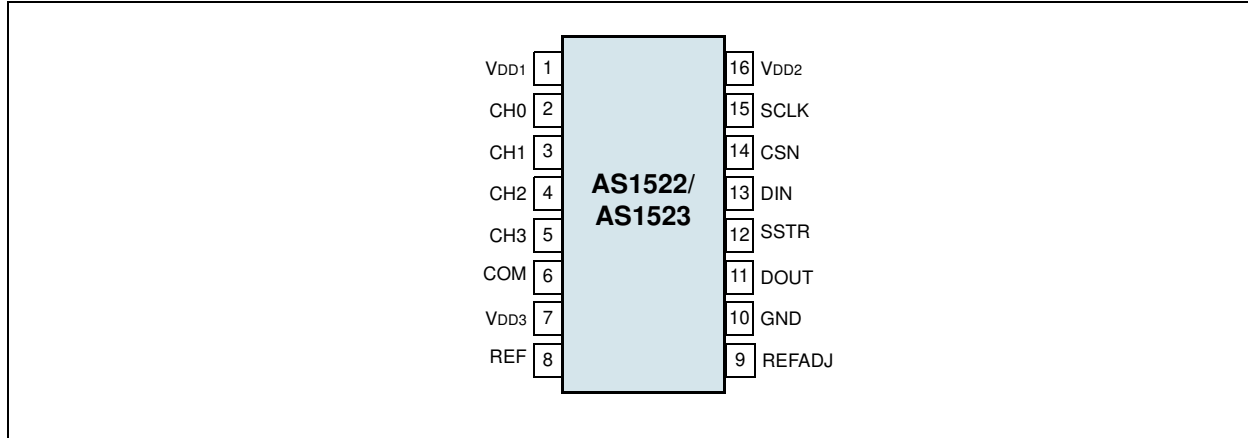 VDD1 1
CH0 2
CH1 3
CH2 4
CH3 5
COM 6
VDD3 7
REF 8
AS1522/
AS1523
16 VDD2
15 SCLK
14 CSN
13 DIN
12 SSTR
11 DOUT
10 GND
9 REFADJ